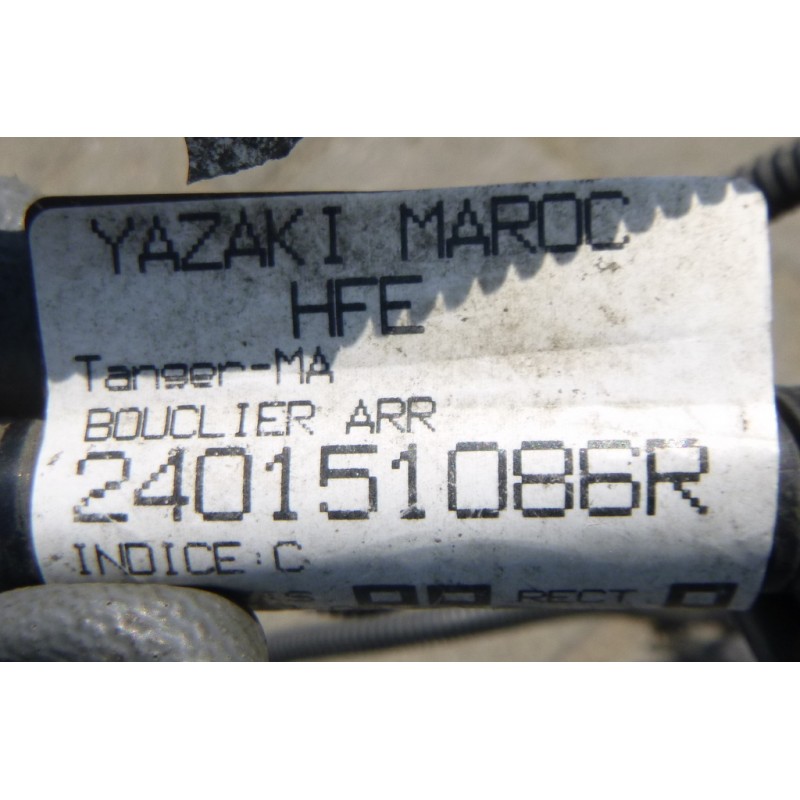 YAZAKI MAROC
HFE
Tanger-MA
BOUCLIER ARR
240151086R
INDICE:C
RECT